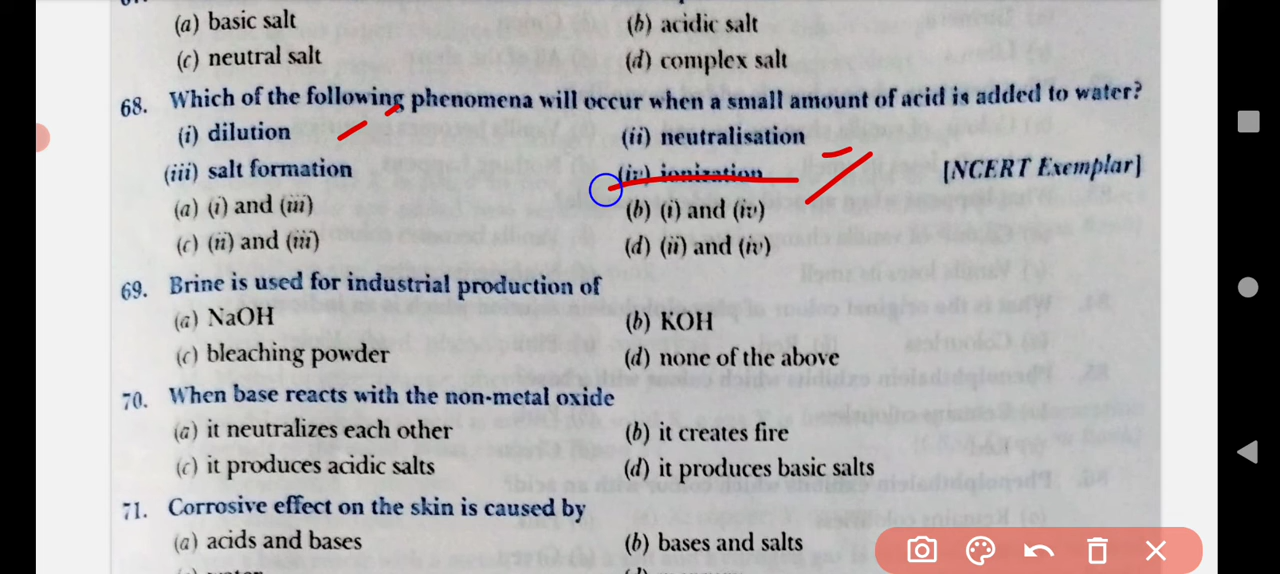 (a) basic salt (b) acidic salt
(c) neutral salt (d) complex salt
68. Which of the following phenomena will occur when a small amount of acid is added to water?
(i) dilution (ii) neutralisation
(iii) salt formation (iv) ionization [NCERT Exemplar]
(a) (i) and (iii) (b) (i) and (iv)
(c) (ii) and (iii) (d) (ii) and (iv)
69. Brine is used for industrial production of
(a) NaOH (b) KOH
(c) bleaching powder (d) none of the above
70. When base reacts with the non-metal oxide
(a) it neutralizes each other (b) it creates fire
(c) it produces acidic salts (d) it produces basic salts
71. Corrosive effect on the skin is caused by
(a) acids and bases (b) bases and salts